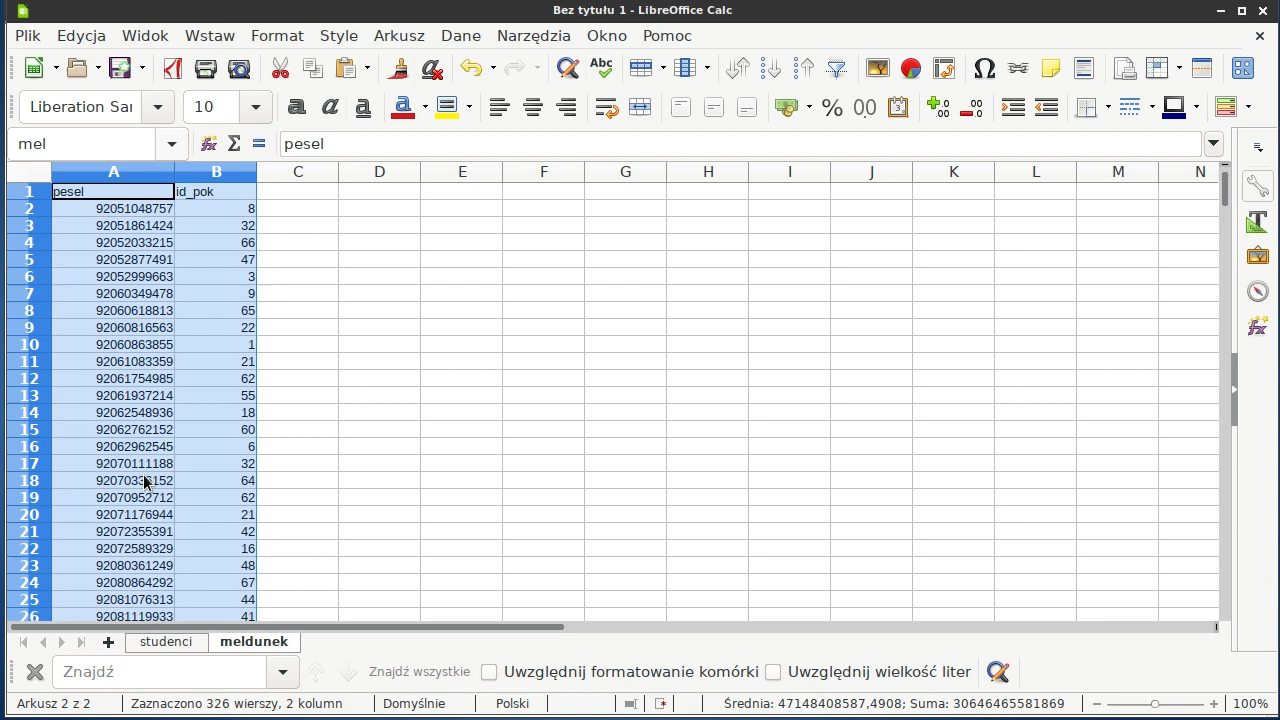 Bez tytułu 1 - LibreOffice Calc
Plik Edycja Widok Wstaw Format Style Arkusz Dane Narzędzia Okno Pomoc
Abc
Liberation Sar 10
mel pesel
A B C D E F G H I J K L M N
1 pesel id_pok
2 92051048757 8
3 92051861424 32
4 92052033215 66
5 92052877491 47
6 92052999663 3
7 92060349478 9
8 92060618813 65
9 92060816563 22
10 92060863855 1
11 92061083359 21
12 92061754985 62
13 92061937214 55
14 92062548936 18
15 92062762152 60
16 92062962545 6
17 92070111188 32
18 64
19 92070952712 62
20 92071176944 21
21 92072355391 42
22 92072589329 16
23 92080361249 48
24 92080864292 67
25 92081076313 44
26 92081119933 41
studenci meldunek
Znajdź Znajdź wszystkie Uwzględnij formatowanie komórki Uwzględnij wielkość liter
Arkusz 2 z 2 Zaznaczono 326 wierszy, 2 kolumn Domyślnie Polski Średnia: 47148408587,4908; Suma: 30646465581869 100%